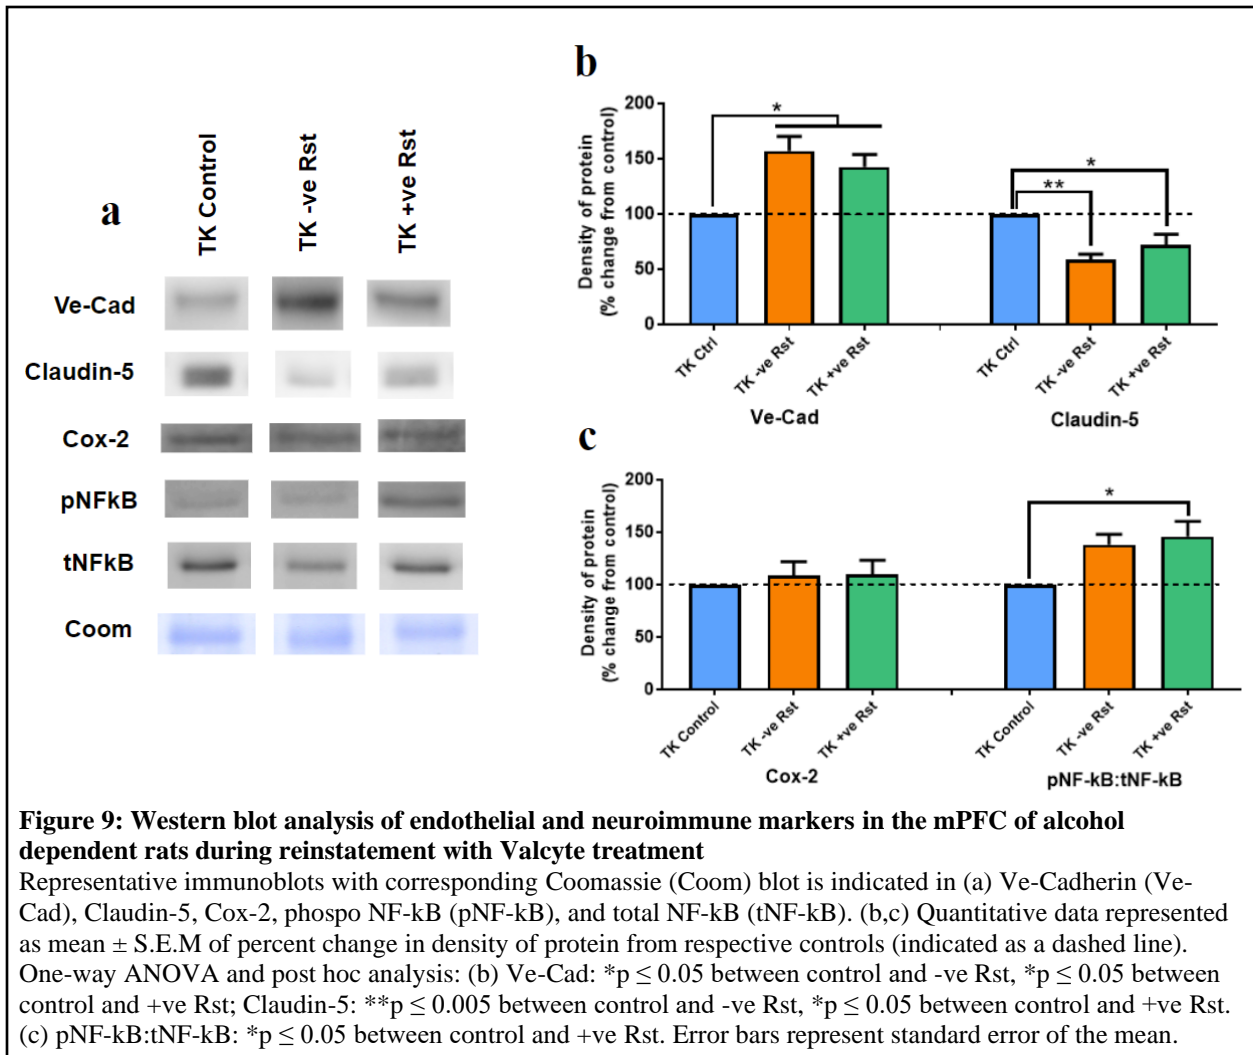 a
TK Control
TK -ve Rst
TK +ve Rst
Ve-Cad
Claudin-5
Cox-2
pNFkB
tNFkB
Coom
b
Density of protein
(% change from control)
200
150
100
50
0
*
**
*
TK Ctrl
TK -ve Rst
TK +ve Rst
TK Ctrl
TK -ve Rst
TK +ve Rst
Ve-Cad
Claudin-5
c
Density of protein
(% change from control)
200
150
100
50
0
*
TK Control
TK -ve Rst
TK +ve Rst
TK Control
TK -ve Rst
TK +ve Rst
Cox-2
pNF-kB:tNF-kB
Figure 9: Western blot analysis of endothelial and neuroimmune markers in the mPFC of alcohol
dependent rats during reinstatement with Valcyte treatment
Representative immunoblots with corresponding Coomassie (Coom) blot is indicated in (a) Ve-Cadherin (Ve-
Cad), Claudin-5, Cox-2, phospo NF-kB (pNF-kB), and total NF-kB (tNF-kB). (b,c) Quantitative data represented
as mean ± S.E.M of percent change in density of protein from respective controls (indicated as a dashed line).
One-way ANOVA and post hoc analysis: (b) Ve-Cad: *p ≤ 0.05 between control and -ve Rst, *p ≤ 0.05 between
control and +ve Rst; Claudin-5: **p ≤ 0.005 between control and -ve Rst, *p ≤ 0.05 between control and +ve Rst.
(c) pNF-kB:tNF-kB: *p ≤ 0.05 between control and +ve Rst. Error bars represent standard error of the mean.